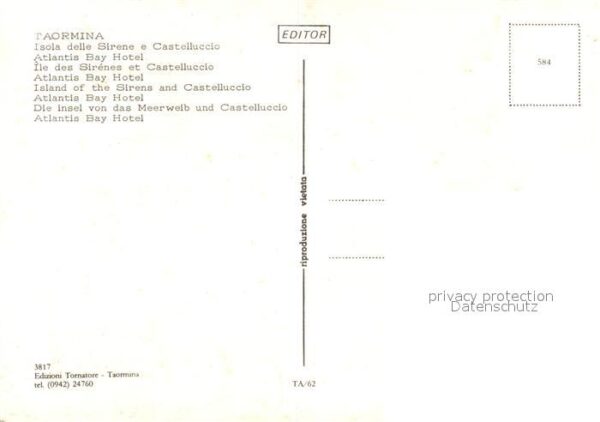 TAORMINA
Isola delle Sirene e Castelluccio
Atlantis Bay Hotel
Île des Sirénes et Castelluccio
Atlantis Bay Hotel
Island of the Sirens and Castelluccio
Atlantis Bay Hotel
Die insel von das Meerweib und Castelluccio
Atlantis Bay Hotel
EDITOR
584
riproduzione vietata
privacy protection
Datenschutz
3817
Edizioni Tornatore - Taormina
tel. (0942) 24760
TA/62